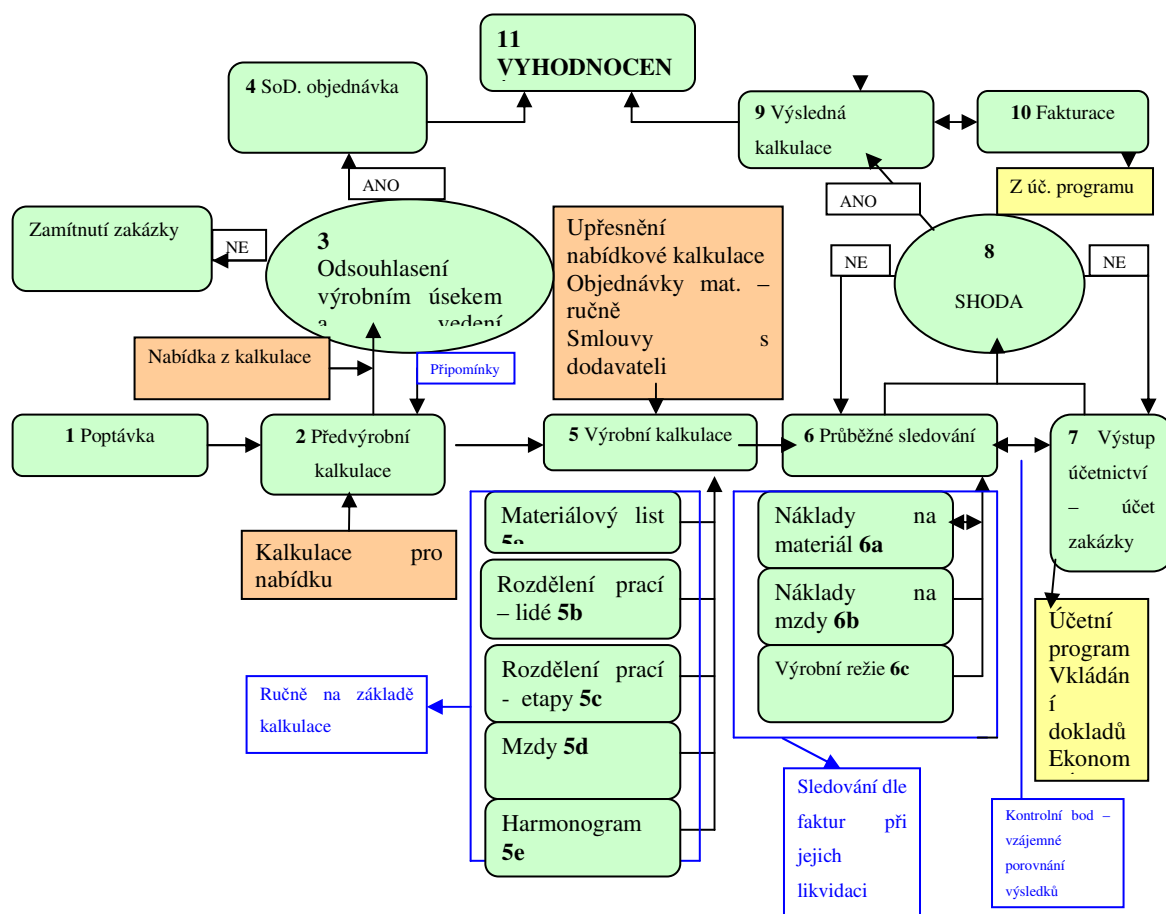 11
VYHODNOCEN
4 SoD. objednávka
9 Výsledná
kalkulace
10 Fakturace
ANO
Z úč. programu
ANO
Zamítnutí zakázky
NE
3
Odsouhlasení
výrobním úsekem
a vedení
Upřesnění
nabídkové kalkulace
Objednávky mat. –
ručně
Smlouvy s
dodavateli
NE
8
SHODA
NE
Nabídka z kalkulace
Připomínky
1 Poptávka
2 Předvýrobní
kalkulace
5 Výrobní kalkulace
6 Průběžné sledování
7 Výstup
účetnictví
– účet
zakázky
Kalkulace pro
nabídku
Materiálový list
5a
Rozdělení prací
– lidé 5b
Rozdělení prací
- etapy 5c
Mzdy 5d
Harmonogram
5e
Náklady na
materiál 6a
Náklady na
mzdy 6b
Výrobní režie 6c
Ručně na základě
kalkulace
Účetní
program
Vkládán
í
dokladů
Ekonom
Sledování dle
faktur při
jejich
likvidaci
Kontrolní bod –
vzájemné
porovnání
výsledků